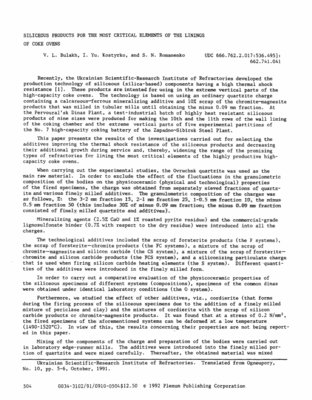 SILICEOUS PRODUCTS FOR THE MOST CRITICAL ELEMENTS OF THE LININGS
OF COKE OVENS
V. L. Bulakh, I. Yu. Kostyrko, and S. N. Romanenko
UDC 666.762.2.017:536.495]:
662.741.041
Recently, the Ukrainian Scientific-Research Institute of Refractories developed the
production technology of siliceous (silica-based) components having a high thermal shock
resistance [1]. These products are intended for using in the extreme vertical parts of the
high-capacity coke ovens. The technology is based on using an ordinary quartzite charge
containing a calcareous-ferrous mineralizing additive and 10% scrap of the chromite-magnesite
products that was milled in tubular mills until obtaining the minus 0.09 mm fraction. At
the Pervoural'sk Dinas Factory, a test-industrial batch of highly heat resistant siliceous
products of nine sizes were produced for making the 10th and the 11th rows of the wall lining
of the coking chamber and the extreme vertical parts of five experimental partitions of
the No. 7 high-capacity coking battery of the Zapadno-Sibirsk Steel Plant.
This paper presents the results of the investigations carried out for selecting the
additives improving the thermal shock resistance of the siliceous products and decreasing
their additional growth during service and, thereby, widening the range of the promising
types of refractories for lining the most critical elements of the highly productive high-
capacity coke ovens.
When carrying out the experimental studies, the Ovruchsk quartzite was used as the
main raw material. In order to exclude the effect of the fluctuations in the granulometric
composition of the bodies on the physicoceramic (physical and technological) properties
of the fired specimens, the charge was obtained from separately sieved fractions of quartz-
ite and various finely milled additives. The granulometric composition of the charges was
as follows, %: the 3-2 mm fraction 15, 2-1 mm fraction 25, 1-0.5 mm fraction 10, the minus
0.5 mm fraction 50 (this includes 30% of minus 0.09 mm fraction; the minus 0.09 mm fraction
consisted of finely milled quartzite and additives).
Mineralizing agents (2.5% CaO and 1% roasted pyrite residue) and the commercial-grade
lignosulfonate binder (0.7% with respect to the dry residue) were introduced into all the
charges.
The technological additives included the scrap of forsterite products (the F system),
the scrap of forsterite-chromite products (the FC system), a mixture of the scrap of
chromite-magnesite and silicon carbide (the CS system), a mixture of the scrap of forsterite-
chromite and silicon carbide products (the FCS system), and a siliconizing particulate charge
that is used when firing silicon carbide heating elements (the S system). Different quanti-
ties of the additives were introduced in the finely milled form.
In order to carry out a comparative evaluation of the physicoceramic properties of
the siliceous specimens of different systems (compositions), specimens of the common dinas
were obtained under identical laboratory conditions (the O system).
Furthermore, we studied the effect of other additives, viz., cordierite (that forms
during the firing process of the siliceous specimens due to the addition of a finely milled
mixture of periclase and clay) and the mixtures of cordierite with the scrap of silicon
carbide products or chromite-magnesite products. It was found that at a stress of 0.2 N/mm²,
the fired specimens of the aforementioned systems can be deformed at a low temperature
(1490-1520°C). In view of this, the results concerning their properties are not being report-
ed in this paper.
Mixing of the components of the charge and preparation of the bodies were carried out
in laboratory edge-runner mills. The additives were introduced into the finely milled por-
tion of quartzite and were mixed carefully. Thereafter, the obtained material was mixed
Ukrainian Scientific-Research Institute of Refractories. Translated from Ogneupory,
No. 10, pp. 5-6, October, 1991.
504 0034-3102/91/0910-0504$12.50 © 1992 Plenum Publishing Corporation